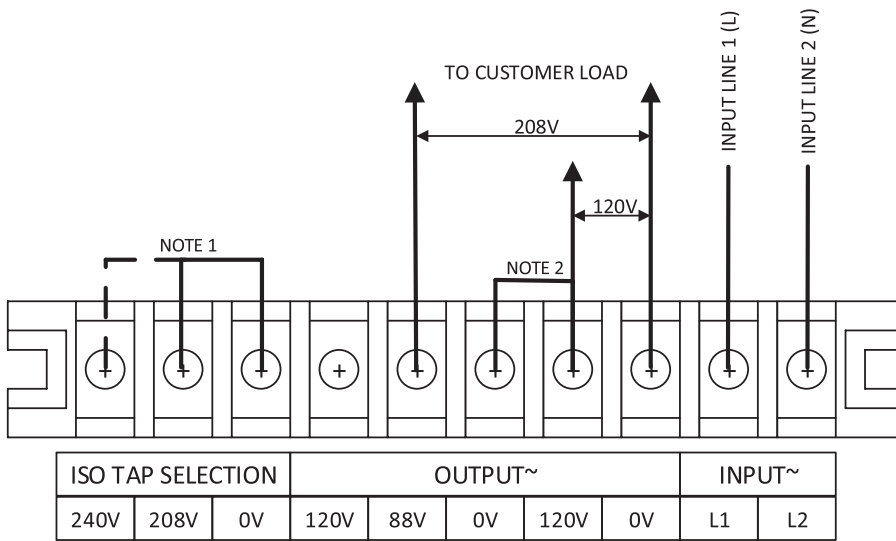 INPUT LINE 1 (L)
INPUT LINE 2 (N)
TO CUSTOMER LOAD
208V
120V
NOTE 1
NOTE 2
ISO TAP SELECTION OUTPUT~ INPUT~
240V 208V 0V 120V 88V 0V 120V 0V L1 L2